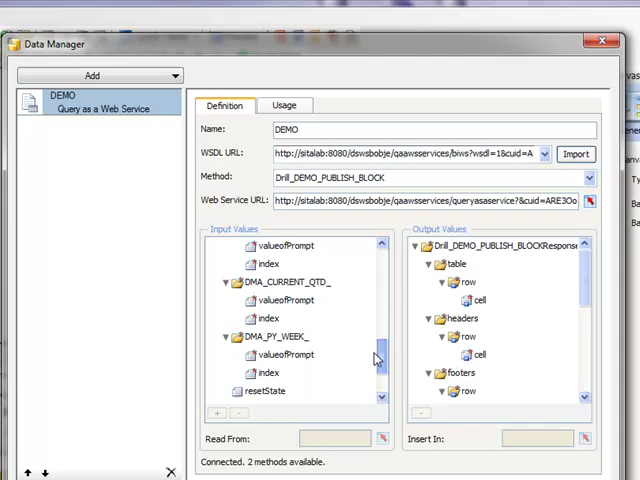 Data Manager
Add
DEMO
Query as a Web Service
Definition
Usage
Name:
DEMO
WSDL URL:
http://sitalab:8080/dswsbobje/qaawsservices/biws?wsdl=1&cuid=A
Import
Method:
Drill_DEMO_PUBLISH_BLOCK
Web Service URL:
http://sitalab:8080/dswsbobje/qaawsservices/queryasaservice?&cuid=ARE3Oo
Input Values
valueofPrompt
index
DMA_CURRENT_QTD_
valueofPrompt
index
DMA_PY_WEEK_
valueofPrompt
index
resetState
+ -
Read From:
Output Values
Drill_DEMO_PUBLISH_BLOCKResponse
table
row
cell
headers
row
cell
footers
row
-
Insert In:
Connected. 2 methods available.